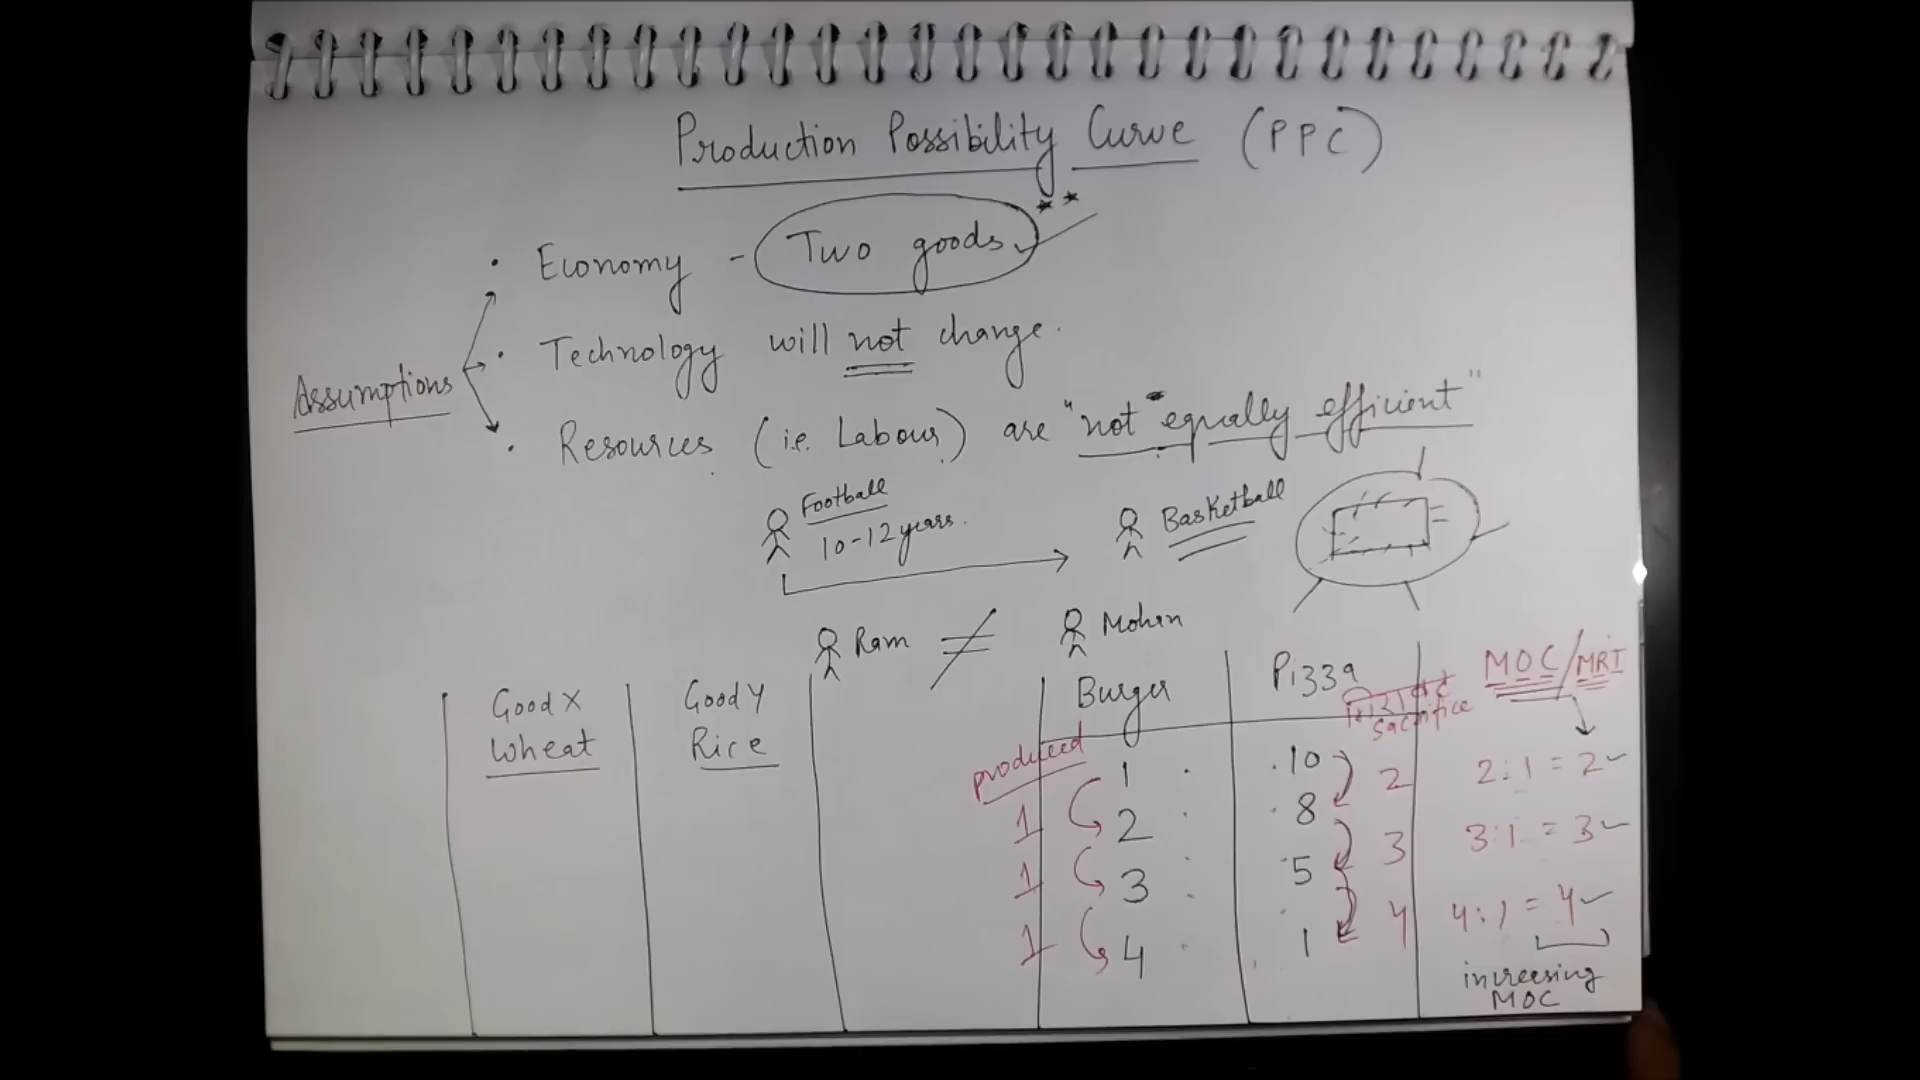 Production Possibility Curve (PPC)
• Economy - Two goods
• Technology will not change.
Assumptions
• Resources (i.e. Labour) are "not equally efficient"
Football
10-12 years.
Basketball
Ram ≠ Mohan
Good X Good Y
Wheat Rice
Burger Pizza MOC/MRT
produced sacrifice
1 10 2 2:1 = 2
1 2 8
1 3 5 3 3:1 = 3
1 4 1 4 4:1 = 4
increasing
MOC